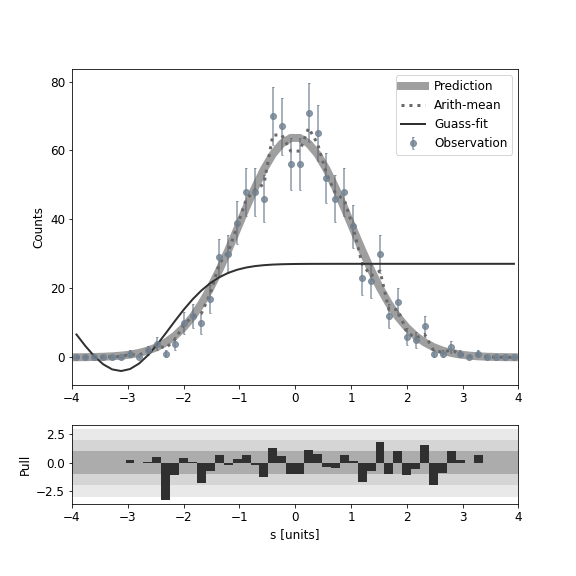 80
60
40
20
0
Counts
Prediction
Arith-mean
Guass-fit
Observation
−4 −3 −2 −1 0 1 2 3 4
2.5
0.0
−2.5
Pull
−4 −3 −2 −1 0 1 2 3 4
s [units]